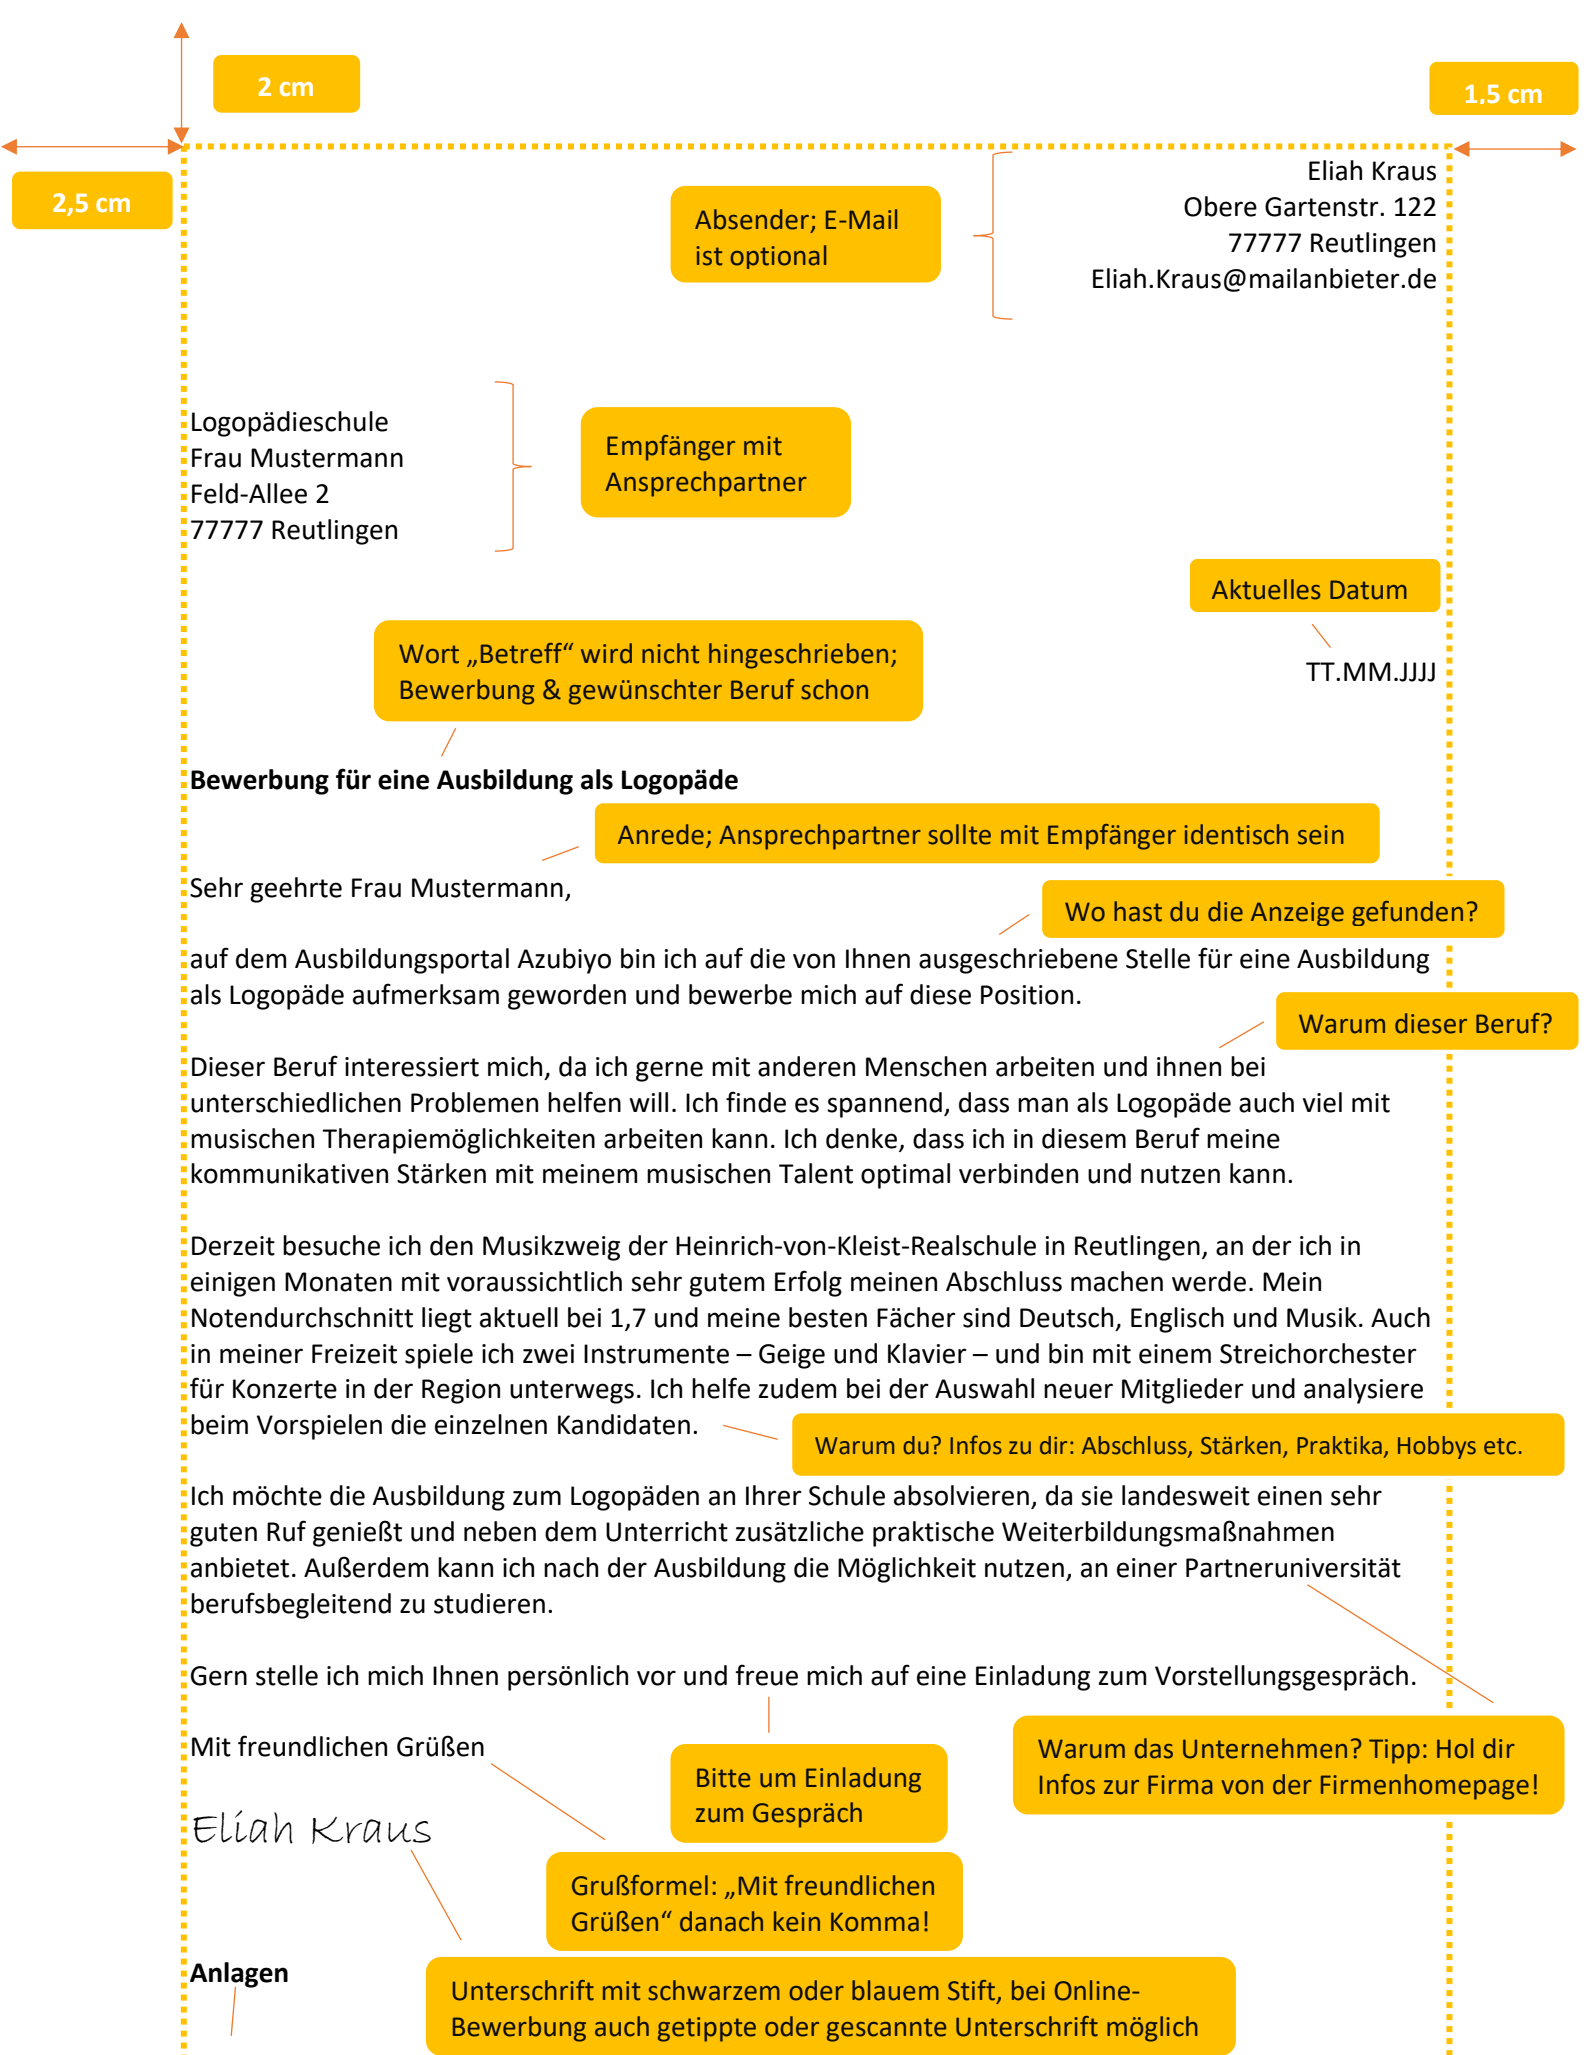 2 cm
1,5 cm
2,5 cm
Absender; E-Mail
ist optional
Eliah Kraus
Obere Gartenstr. 122
77777 Reutlingen
Eliah.Kraus@mailanbieter.de
Logopädieschule
Frau Mustermann
Feld-Allee 2
77777 Reutlingen
Empfänger mit
Ansprechpartner
Aktuelles Datum
TT.MM.JJJJ
Wort „Betreff“ wird nicht hingeschrieben;
Bewerbung & gewünschter Beruf schon
Bewerbung für eine Ausbildung als Logopäde
Anrede; Ansprechpartner sollte mit Empfänger identisch sein
Sehr geehrte Frau Mustermann,
Wo hast du die Anzeige gefunden?
auf dem Ausbildungsportal Azubiyo bin ich auf die von Ihnen ausgeschriebene Stelle für eine Ausbildung
als Logopäde aufmerksam geworden und bewerbe mich auf diese Position.
Warum dieser Beruf?
Dieser Beruf interessiert mich, da ich gerne mit anderen Menschen arbeiten und ihnen bei
unterschiedlichen Problemen helfen will. Ich finde es spannend, dass man als Logopäde auch viel mit
musischen Therapiemöglichkeiten arbeiten kann. Ich denke, dass ich in diesem Beruf meine
kommunikativen Stärken mit meinem musischen Talent optimal verbinden und nutzen kann.
Derzeit besuche ich den Musikzweig der Heinrich-von-Kleist-Realschule in Reutlingen, an der ich in
einigen Monaten mit voraussichtlich sehr gutem Erfolg meinen Abschluss machen werde. Mein
Notendurchschnitt liegt aktuell bei 1,7 und meine besten Fächer sind Deutsch, Englisch und Musik. Auch
in meiner Freizeit spiele ich zwei Instrumente – Geige und Klavier – und bin mit einem Streichorchester
für Konzerte in der Region unterwegs. Ich helfe zudem bei der Auswahl neuer Mitglieder und analysiere
beim Vorspielen die einzelnen Kandidaten.
Warum du? Infos zu dir: Abschluss, Stärken, Praktika, Hobbys etc.
Ich möchte die Ausbildung zum Logopäden an Ihrer Schule absolvieren, da sie landesweit einen sehr
guten Ruf genießt und neben dem Unterricht zusätzliche praktische Weiterbildungsmaßnahmen
anbietet. Außerdem kann ich nach der Ausbildung die Möglichkeit nutzen, an einer Partneruniversität
berufsbegleitend zu studieren.
Gern stelle ich mich Ihnen persönlich vor und freue mich auf eine Einladung zum Vorstellungsgespräch.
Mit freundlichen Grüßen
Bitte um Einladung
zum Gespräch
Warum das Unternehmen? Tipp: Hol dir
Infos zur Firma von der Firmenhomepage!
Eliah Kraus
Grußformel: „Mit freundlichen
Grüßen“ danach kein Komma!
Anlagen
Unterschrift mit schwarzem oder blauem Stift, bei Online-
Bewerbung auch getippte oder gescannte Unterschrift möglich